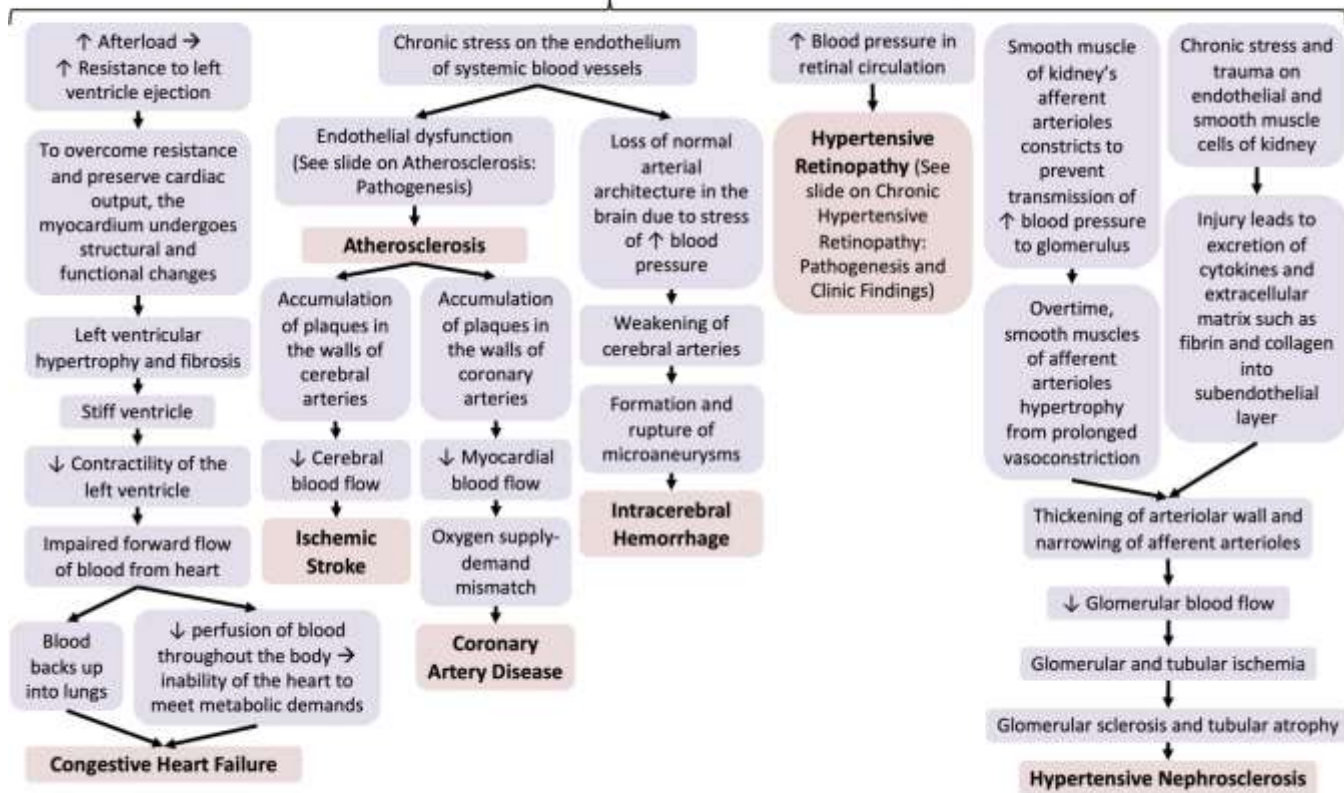 ↑ Afterload →
↑ Resistance to left
ventricle ejection
To overcome resistance
and preserve cardiac
output, the
myocardium undergoes
structural and
functional changes
Left ventricular
hypertrophy and fibrosis
Stiff ventricle
↓ Contractility of the
left ventricle
Impaired forward flow
of blood from heart
Blood
backs up
into lungs
↓ perfusion of blood
throughout the body →
inability of the heart to
meet metabolic demands
Congestive Heart Failure
Chronic stress on the endothelium
of systemic blood vessels
Endothelial dysfunction
(See slide on Atherosclerosis:
Pathogenesis)
Atherosclerosis
Accumulation
of plaques in
the walls of
cerebral
arteries
↓ Cerebral
blood flow
Ischemic
Stroke
Accumulation
of plaques in
the walls of
coronary
arteries
↓ Myocardial
blood flow
Oxygen supply-
demand
mismatch
Coronary
Artery Disease
Loss of normal
arterial
architecture in the
brain due to stress
of ↑ blood
pressure
Weakening of
cerebral arteries
Formation and
rupture of
microaneurysms
Intracerebral
Hemorrhage
↑ Blood pressure in
retinal circulation
Hypertensive
Retinopathy (See
slide on Chronic
Hypertensive
Retinopathy:
Pathogenesis and
Clinic Findings)
Smooth muscle
of kidney's
afferent
arterioles
constricts to
prevent
transmission of
↑ blood pressure
to glomerulus
Overtime,
smooth muscles
of afferent
arterioles
hypertrophy
from prolonged
vasoconstriction
Chronic stress and
trauma on
endothelial and
smooth muscle
cells of kidney
Injury leads to
excretion of
cytokines and
extracellular
matrix such as
fibrin and collagen
into
subendothelial
layer
Thickening of arteriolar wall and
narrowing of afferent arterioles
↓ Glomerular blood flow
Glomerular and tubular ischemia
Glomerular sclerosis and tubular atrophy
Hypertensive Nephrosclerosis